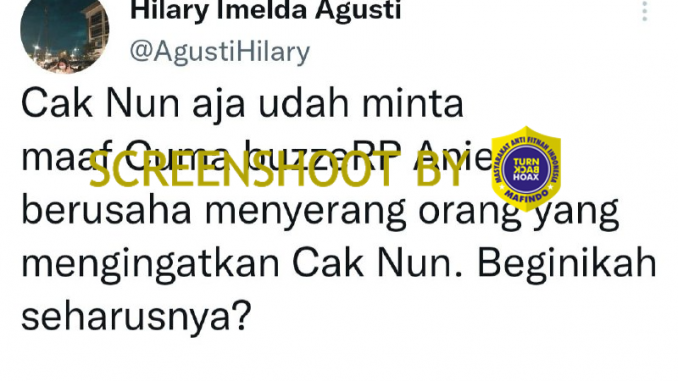 Hilary Imelda Agusti
@AgustiHilary
Cak Nun aja udah minta
maaf Cuma buzzeRP Anies
berusaha menyerang orang yang
mengingatkan Cak Nun. Beginikah
seharusnya?
SCREENSHOOT BY
MASYARAKAT ANTI FITNAH INDONESIA
TURN
BACK
HOAX
MAFINDO